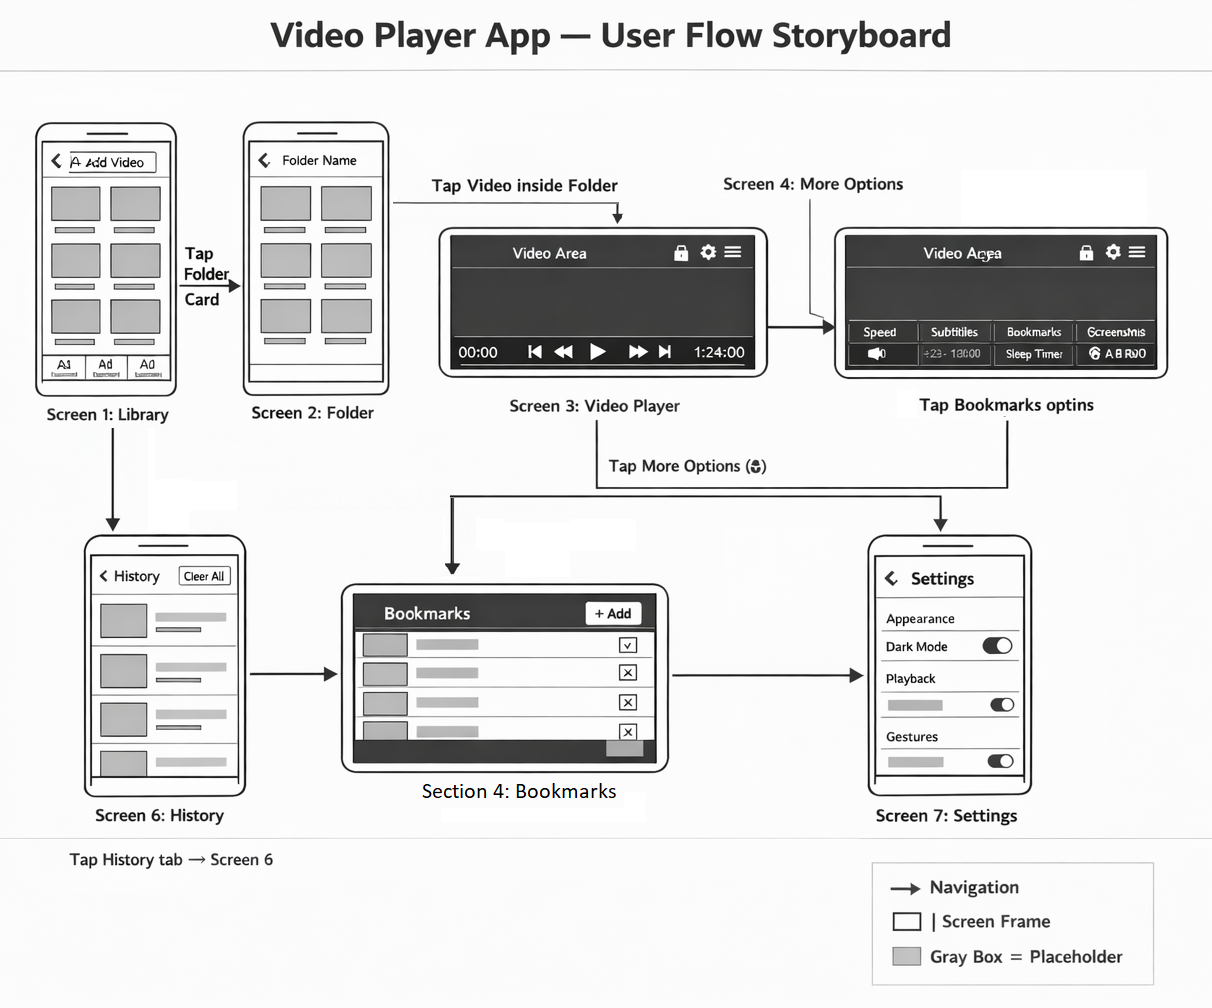 Video Player App — User Flow Storyboard
Add Video
Ad
Ad
Screen 1: Library
Tap
Folder
Card
Folder Name
Screen 2: Folder
Tap Video inside Folder
Video Area
00:00
1:24:00
Screen 3: Video Player
Screen 4: More Options
Video
Speed
Subtitles
Bookmarks
Sleep
Tap Bookmarks optins
Tap More Options
History
Cleer All
Screen 6: History
Bookmarks
+ Add
Section 4: Bookmarks
Settings
Appearance
Dark Mode
Playback
Gestures
Screen 7: Settings
Tap History tab → Screen 6
Navigation
| Screen Frame
Gray Box = Placeholder